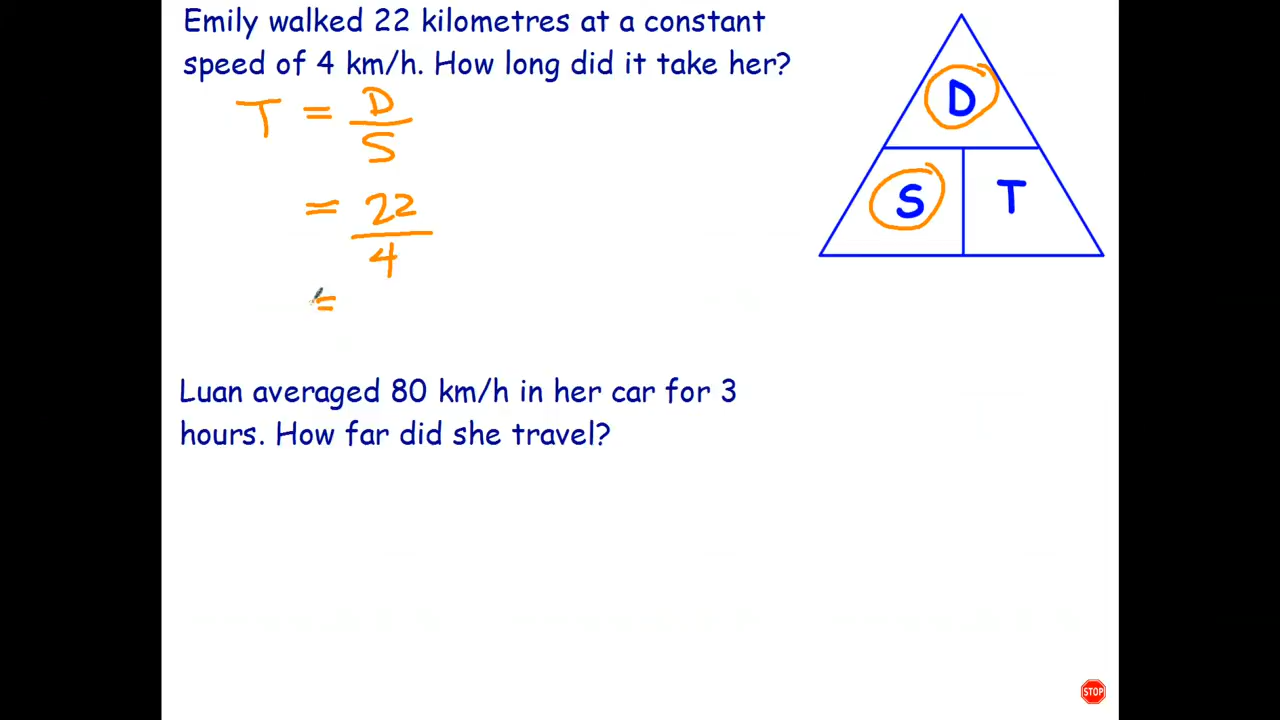 Emily walked 22 kilometres at a constant
speed of 4 km/h. How long did it take her?
T = D
S
= 22
4
=
D
S T
Luan averaged 80 km/h in her car for 3
hours. How far did she travel?
STOP